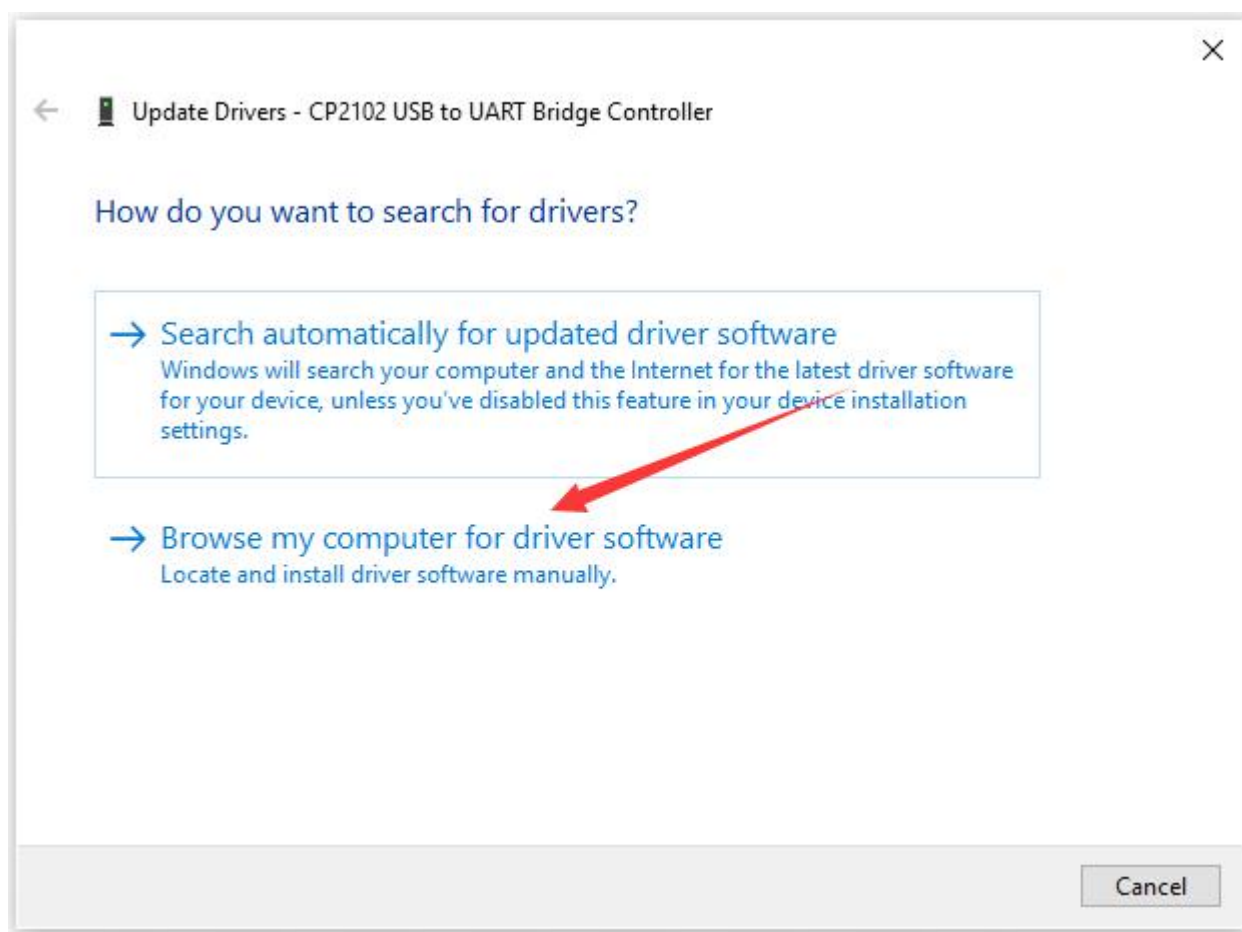 Update Drivers - CP2102 USB to UART Bridge Controller
How do you want to search for drivers?
Search automatically for updated driver software
Windows will search your computer and the Internet for the latest driver software
for your device, unless you've disabled this feature in your device installation
settings.
Browse my computer for driver software
Locate and install driver software manually.
Cancel